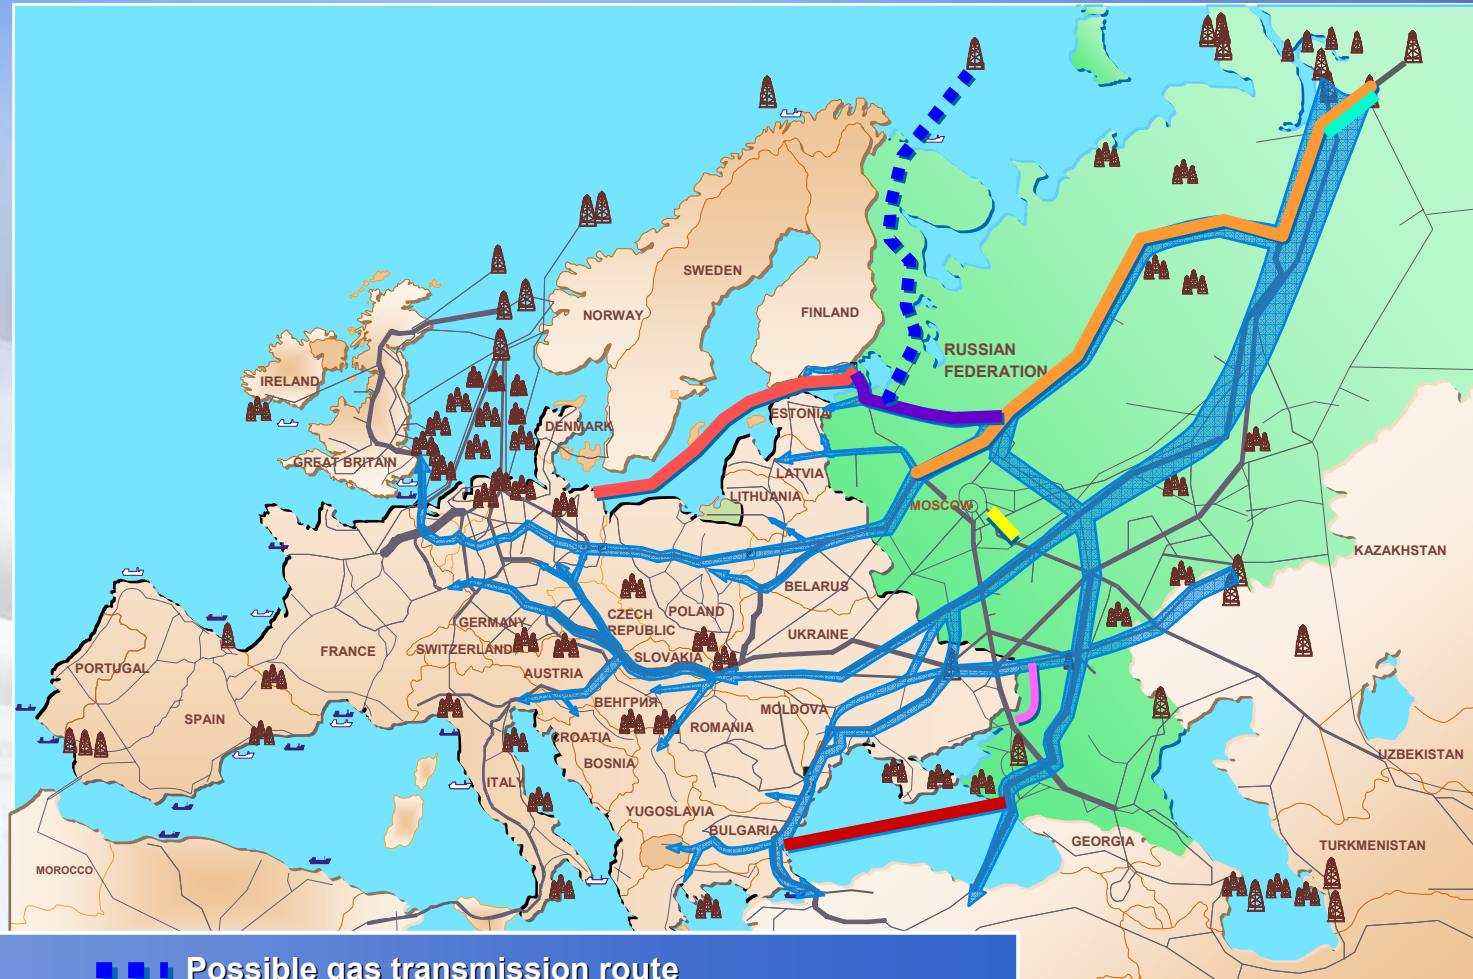 SWEDEN
NORWAY
FINLAND
RUSSIAN
FEDERATION
IRELAND
ESTONIA
DENMARK
GREAT BRITAIN
LATVIA
LITHUANIA
MOSCOW
KAZAKHSTAN
BELARUS
POLAND
CZECH
REPUBLIC
GERMANY
UKRAINE
FRANCE
SWITZERLAND
SLOVAKIA
PORTUGAL
AUSTRIA
ВЕНГРИЯ
MOLDOVA
SPAIN
ROMANIA
CROATIA
UZBEKISTAN
BOSNIA
ITALY
YUGOSLAVIA
BULGARIA
GEORGIA
TURKMENISTAN
MOROCCO
Possible gas transmission route